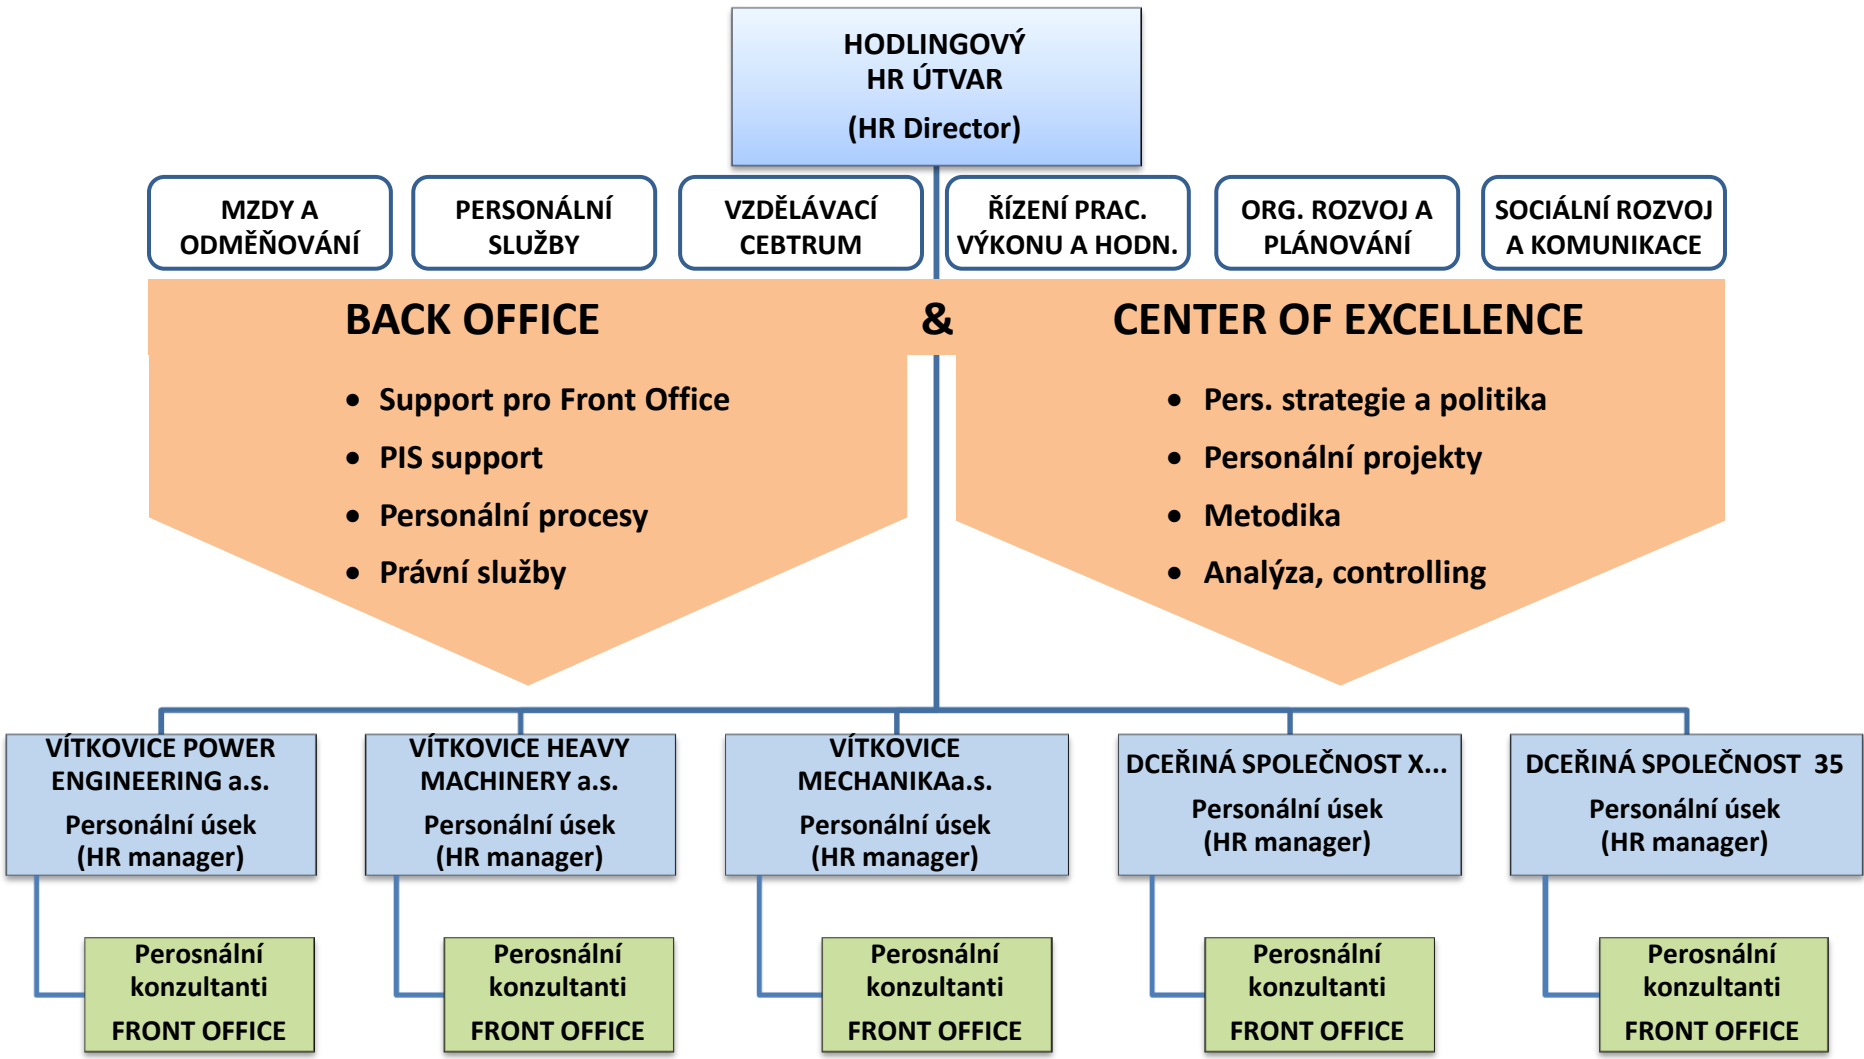 HODLINGOVÝ
HR ÚTVAR
(HR Director)
MZDY A
ODMĚŇOVÁNÍ
PERSONÁLNÍ
SLUŽBY
VZDĚLÁVACÍ
CEBTRUM
ŘÍZENÍ PRAC.
VÝKONU A HODN.
ORG. ROZVOJ A
PLÁNOVÁNÍ
SOCIÁLNÍ ROZVOJ
A KOMUNIKACE
BACK OFFICE & CENTER OF EXCELLENCE
• Support pro Front Office
• PIS support
• Personální procesy
• Právní služby
• Pers. strategie a politika
• Personální projekty
• Metodika
• Analýza, controlling
VÍTKOVICE POWER
ENGINEERING a.s.
Personální úsek
(HR manager)
VÍTKOVICE HEAVY
MACHINERY a.s.
Personální úsek
(HR manager)
VÍTKOVICE
MECHANIKAa.s.
Personální úsek
(HR manager)
DCEŘINÁ SPOLEČNOST X...
Personální úsek
(HR manager)
DCEŘINÁ SPOLEČNOST 35
Personální úsek
(HR manager)
Perosnální
konzultanti
FRONT OFFICE
Perosnální
konzultanti
FRONT OFFICE
Perosnální
konzultanti
FRONT OFFICE
Perosnální
konzultanti
FRONT OFFICE
Perosnální
konzultanti
FRONT OFFICE